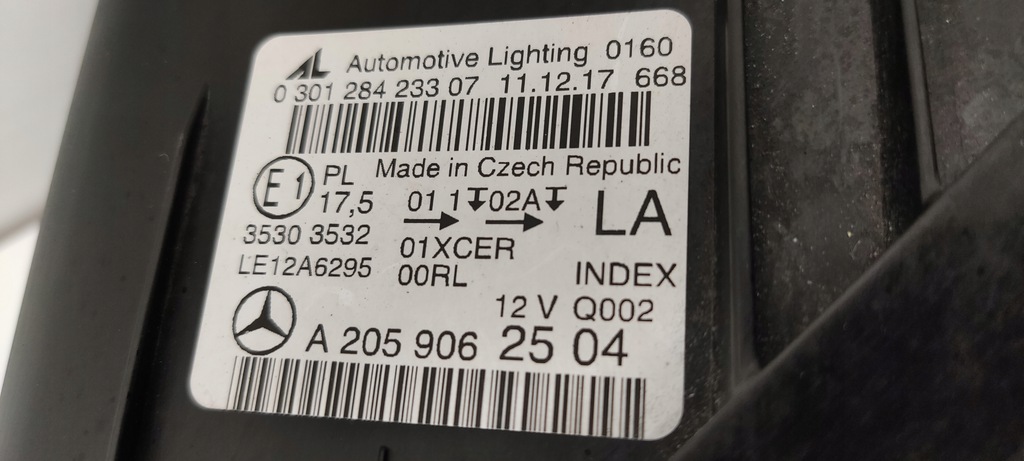 AL Automotive Lighting 0160
0 301 284 233 07 11.12.17 668
Made in Czech Republic
E1 PL 17,5
01 1↧02A↧ LA
→ →
3530 3532 01XCER
LE12A6295 00RL INDEX
12 V Q002
A 205 906 25 04